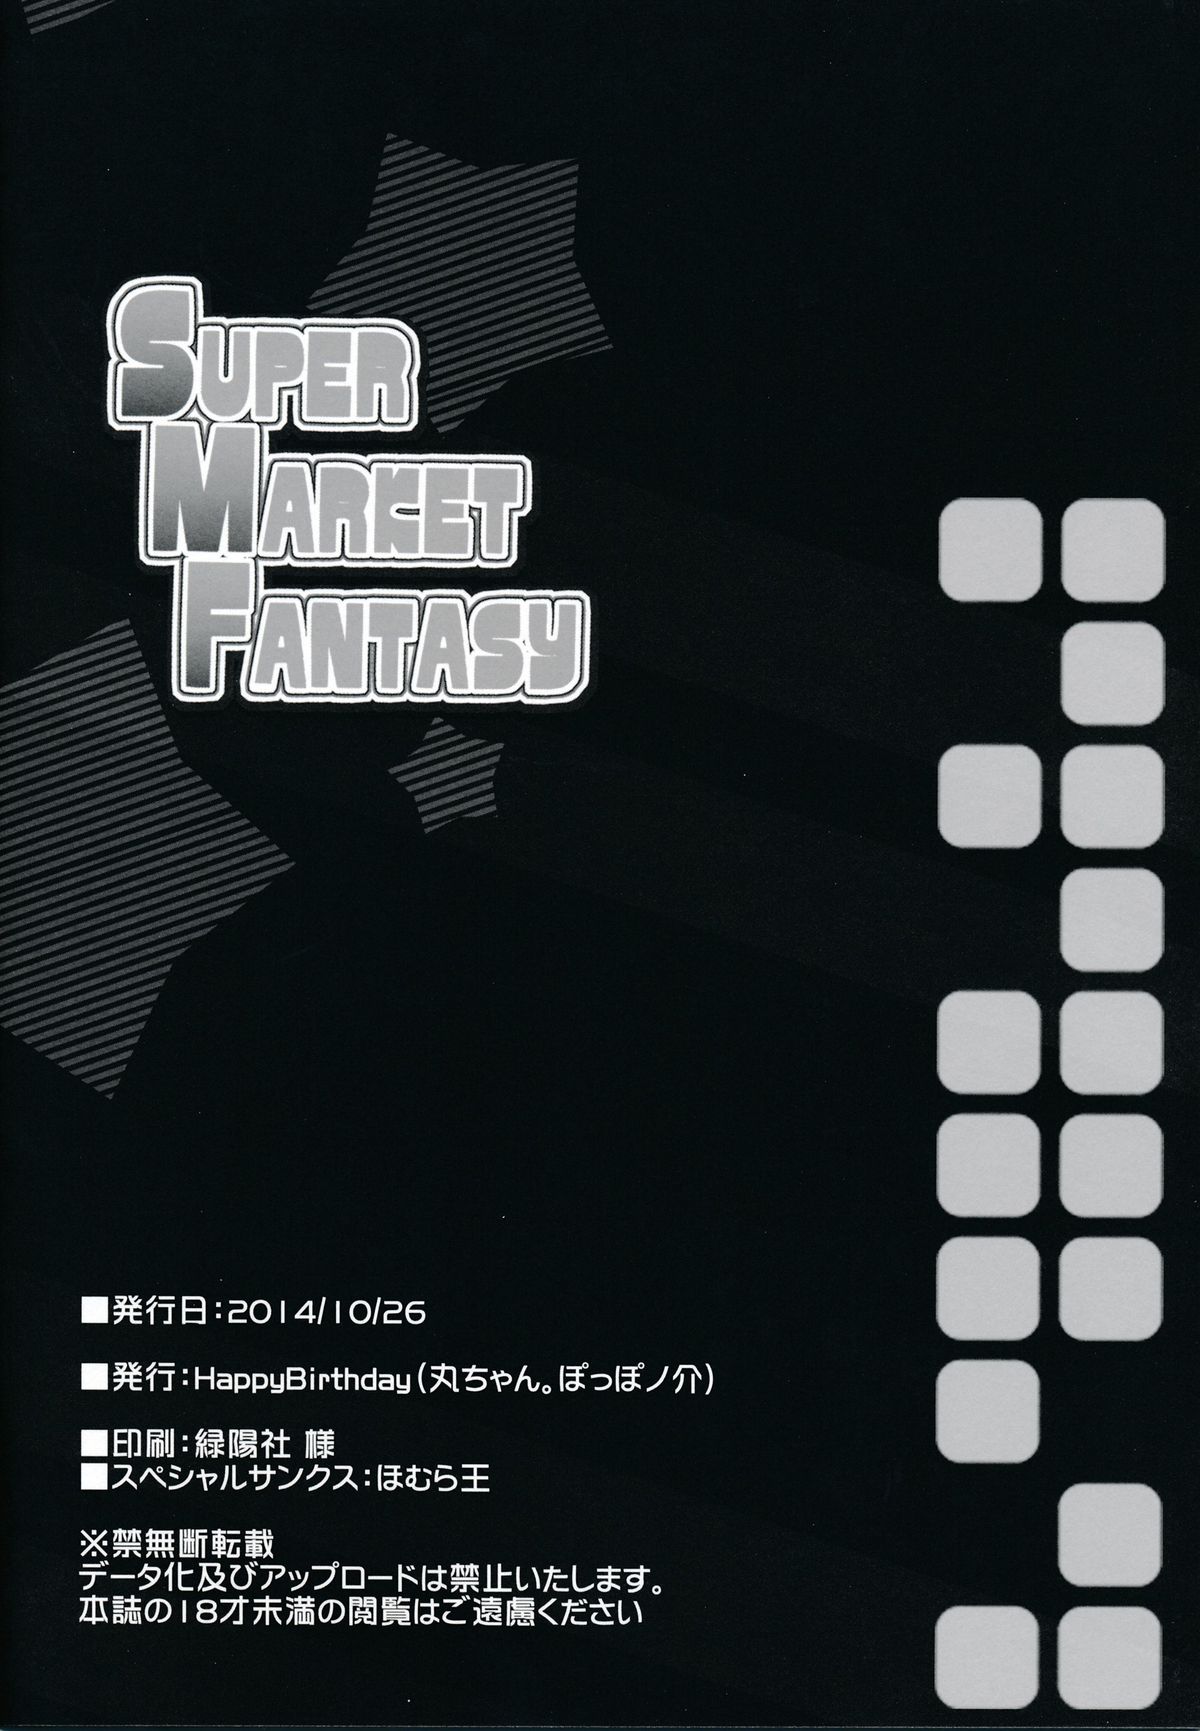 SUPER
MARKET
FANTASY
■発行日:2014/10/26
■発行:HappyBirthday(丸ちゃん。ぽっぽノ介)
■印刷:緑陽社 様
■スペシャルサンクス:ほむら王
※禁無断転載
データ化及びアップロードは禁止いたします。
本誌の18才未満の閲覧はご遠慮ください